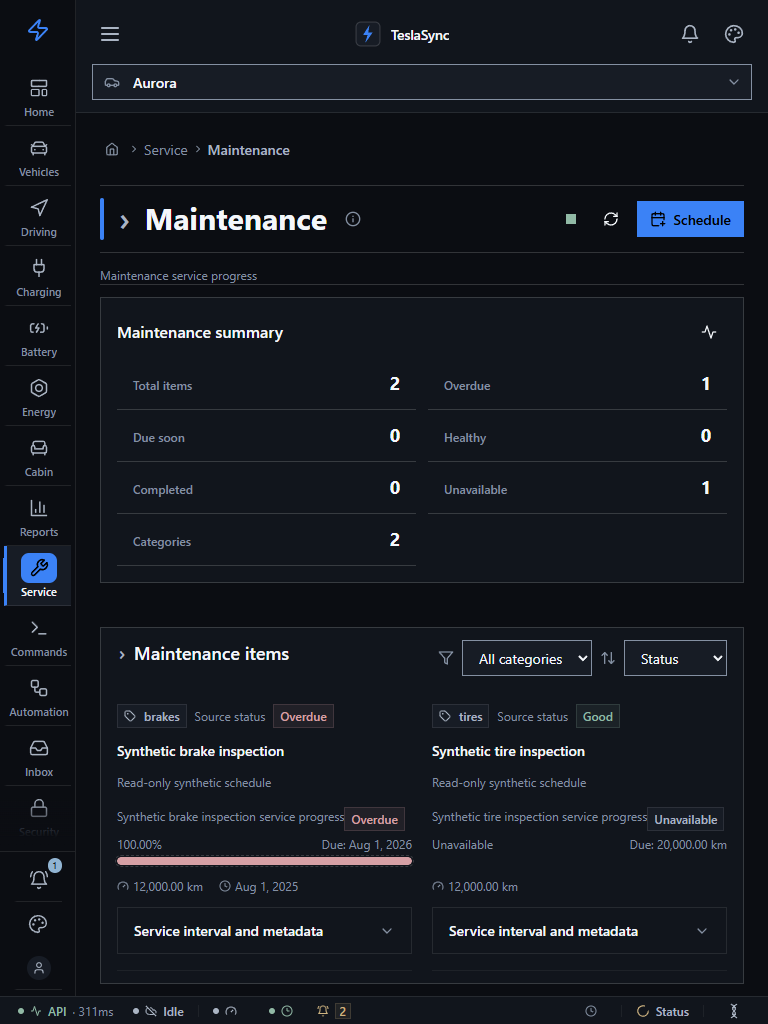 TeslaSync
Aurora
Home
Vehicles
Driving
Charging
Battery
Energy
Cabin
Reports
Service
Commands
Automation
Inbox
Security
1
Service Maintenance
Maintenance
Schedule
Maintenance service progress
Maintenance summary
Total items 2
Overdue 1
Due soon 0
Healthy 0
Completed 0
Unavailable 1
Categories 2
Maintenance items
All categories
Status
brakes Source status Overdue
Synthetic brake inspection
Read-only synthetic schedule
Synthetic brake inspection service progress Overdue
100.00% Due: Aug 1, 2026
12,000.00 km Aug 1, 2025
Service interval and metadata
tires Source status Good
Synthetic tire inspection
Read-only synthetic schedule
Synthetic tire inspection service progress Unavailable
Unavailable Due: 20,000.00 km
12,000.00 km
Service interval and metadata
API · 311ms Idle 2 Status